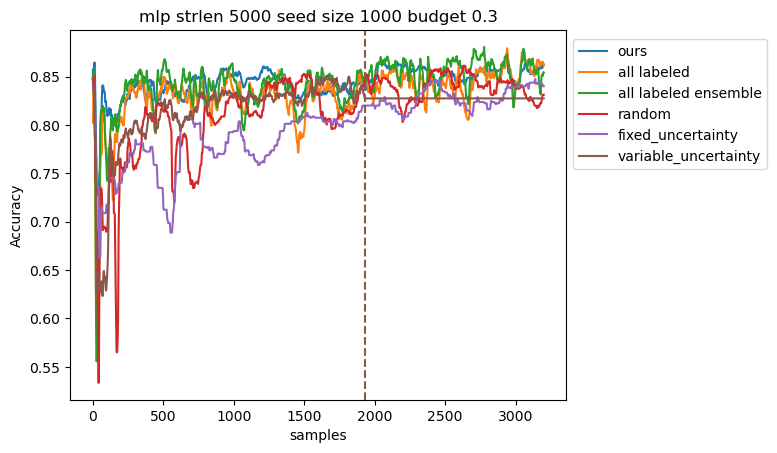 mlp strlen 5000 seed size 1000 budget 0.3
Accuracy
0.85
0.80
0.75
0.70
0.65
0.60
0.55
0 500 1000 1500 2000 2500 3000
samples
ours
all labeled
all labeled ensemble
random
fixed_uncertainty
variable_uncertainty